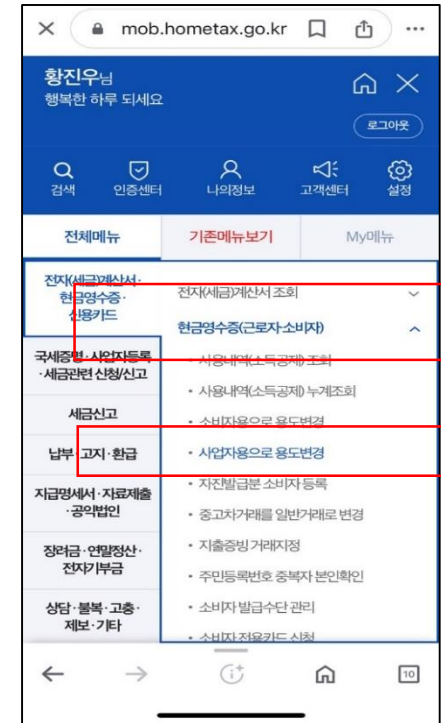 mob.hometax.go.kr
황진우님
행복한 하루 되세요
로그아웃
검색 인증센터 나의정보 고객센터 설정
전체메뉴 기존메뉴보기 My메뉴
전자(세금)계산서·
현금영수증·
신용카드
국세증명·사업자등록
·세금관련 신청/신고
세금신고
납부·고지·환급
지급명세서·자료제출
·공익법인
장려금·연말정산·
전자기부금
상담·불복·고충·
제보·기타
전자(세금)계산서 조회
현금영수증(근로자·소비자)
• 사용내역(소득공제) 조회
• 사용내역(소득공제) 누계조회
• 소비자용으로 용도변경
• 사업자용으로 용도변경
• 자진발급분 소비자 등록
• 중고차거래를 일반거래로 변경
• 지출증빙 거래지정
• 주민등록번호 중복자 본인확인
• 소비자 발급수단 관리
• 소비자 전용카드 신청
10